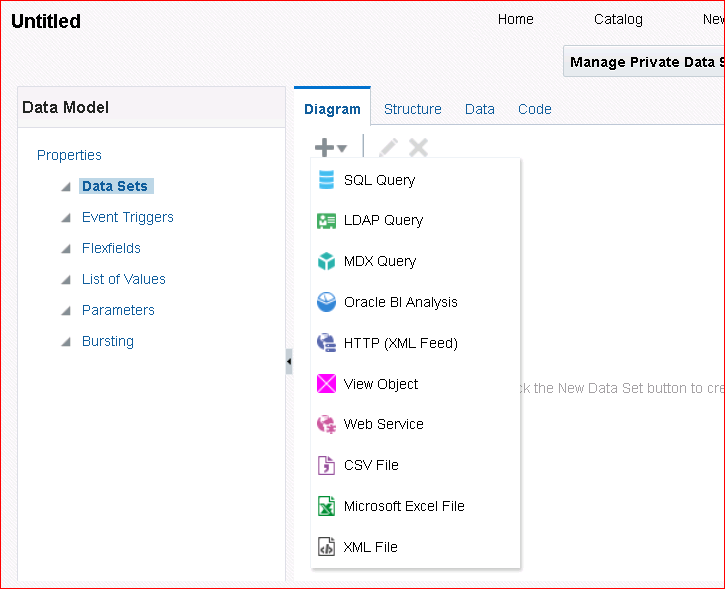 Untitled
Home Catalog New
Manage Private Data S
Data Model
Diagram Structure Data Code
Properties
Data Sets
Event Triggers
Flexfields
List of Values
Parameters
Bursting
SQL Query
LDAP Query
MDX Query
Oracle BI Analysis
HTTP (XML Feed)
View Object
Web Service
CSV File
Microsoft Excel File
XML File
ck the New Data Set button to cre